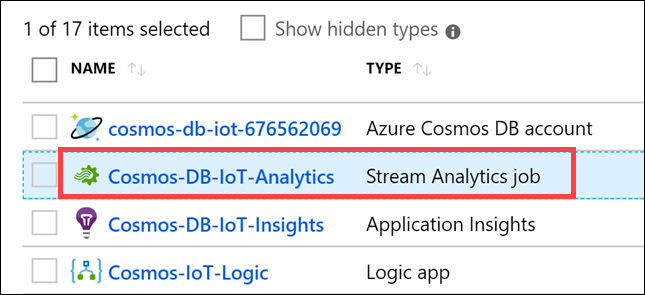 1 of 17 items selected Show hidden types
NAME TYPE
cosmos-db-iot-676562069 Azure Cosmos DB account
Cosmos-DB-IoT-Analytics Stream Analytics job
Cosmos-DB-IoT-Insights Application Insights
Cosmos-IoT-Logic Logic app